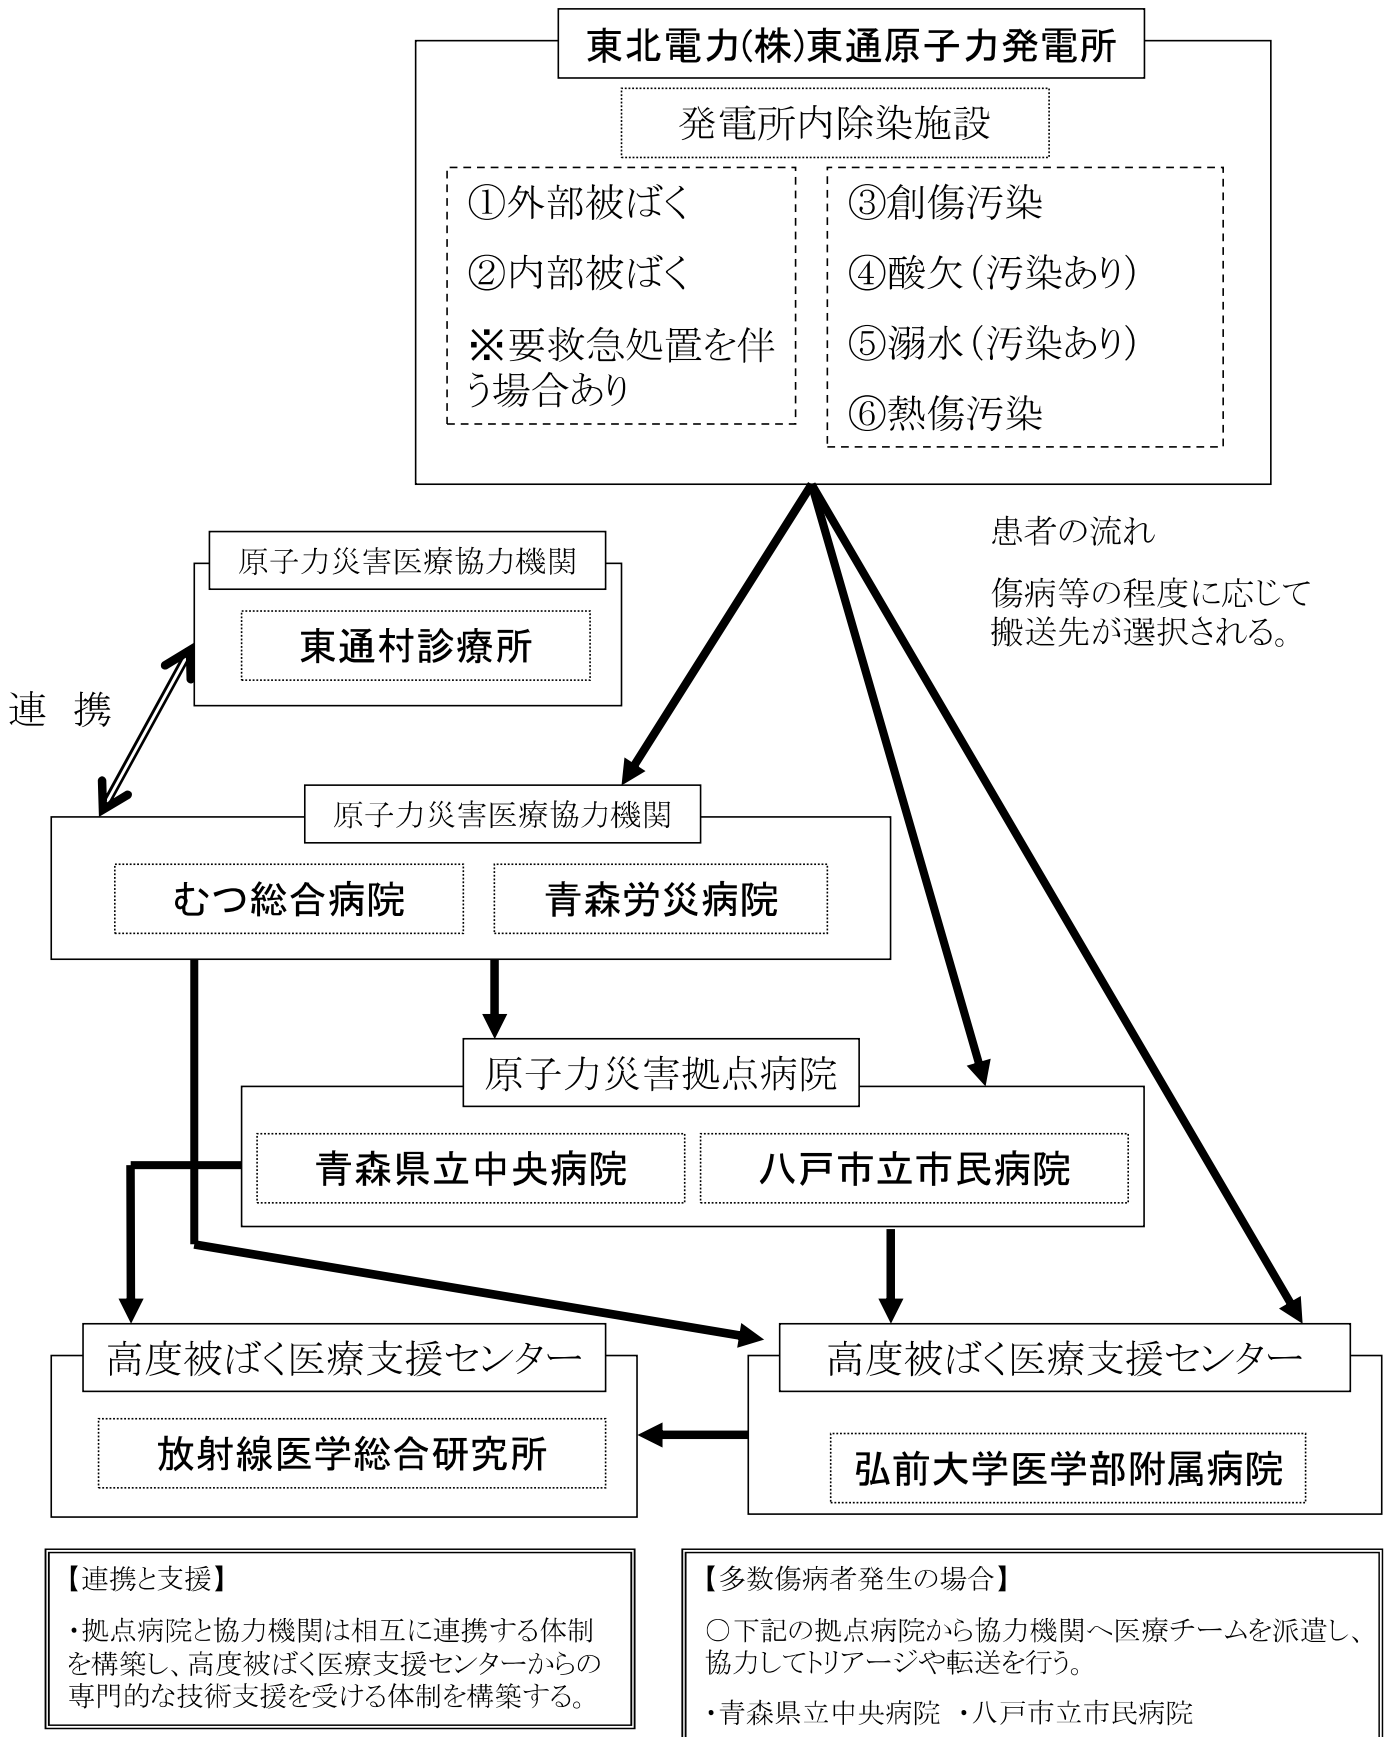 東北電力(株)東通原子力発電所
発電所内除染施設
①外部被ばく
②内部被ばく
※要救急処置を伴
う場合あり
③創傷汚染
④酸欠（汚染あり）
⑤溺水（汚染あり）
⑥熱傷汚染
患者の流れ
傷病等の程度に応じて
搬送先が選択される。
原子力災害医療協力機関
東通村診療所
連　携
原子力災害医療協力機関
むつ総合病院
青森労災病院
原子力災害拠点病院
青森県立中央病院
八戸市立市民病院
高度被ばく医療支援センター
放射線医学総合研究所
高度被ばく医療支援センター
弘前大学医学部附属病院
【連携と支援】
・拠点病院と協力機関は相互に連携する体制
を構築し、高度被ばく医療支援センターからの
専門的な技術支援を受ける体制を構築する。
【多数傷病者発生の場合】
○下記の拠点病院から協力機関へ医療チームを派遣し、
協力してトリアージや転送を行う。
・青森県立中央病院　・八戸市立市民病院